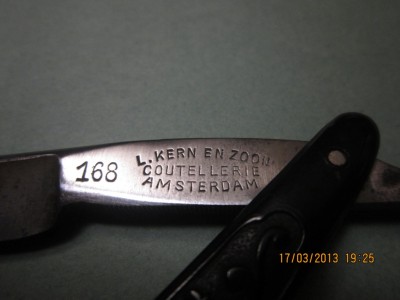 168
L. KERN EN ZOON
COUTELLERIE
AMSTERDAM
17/03/2013 19:25